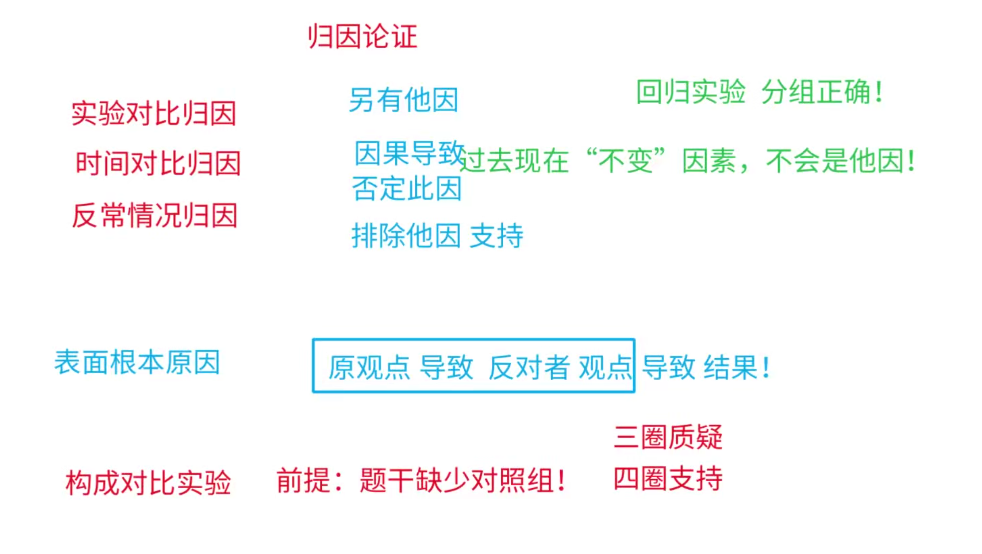 归因论证
实验对比归因
另有他因
回归实验 分组正确！
时间对比归因
因果导致
过去现在“不变”因素，不会是他因！
否定此因
反常情况归因
排除他因 支持
表面根本原因
原观点 导致 反对者 观点 导致 结果！
三圈质疑
构成对比实验
前提：题干缺少对照组！
四圈支持